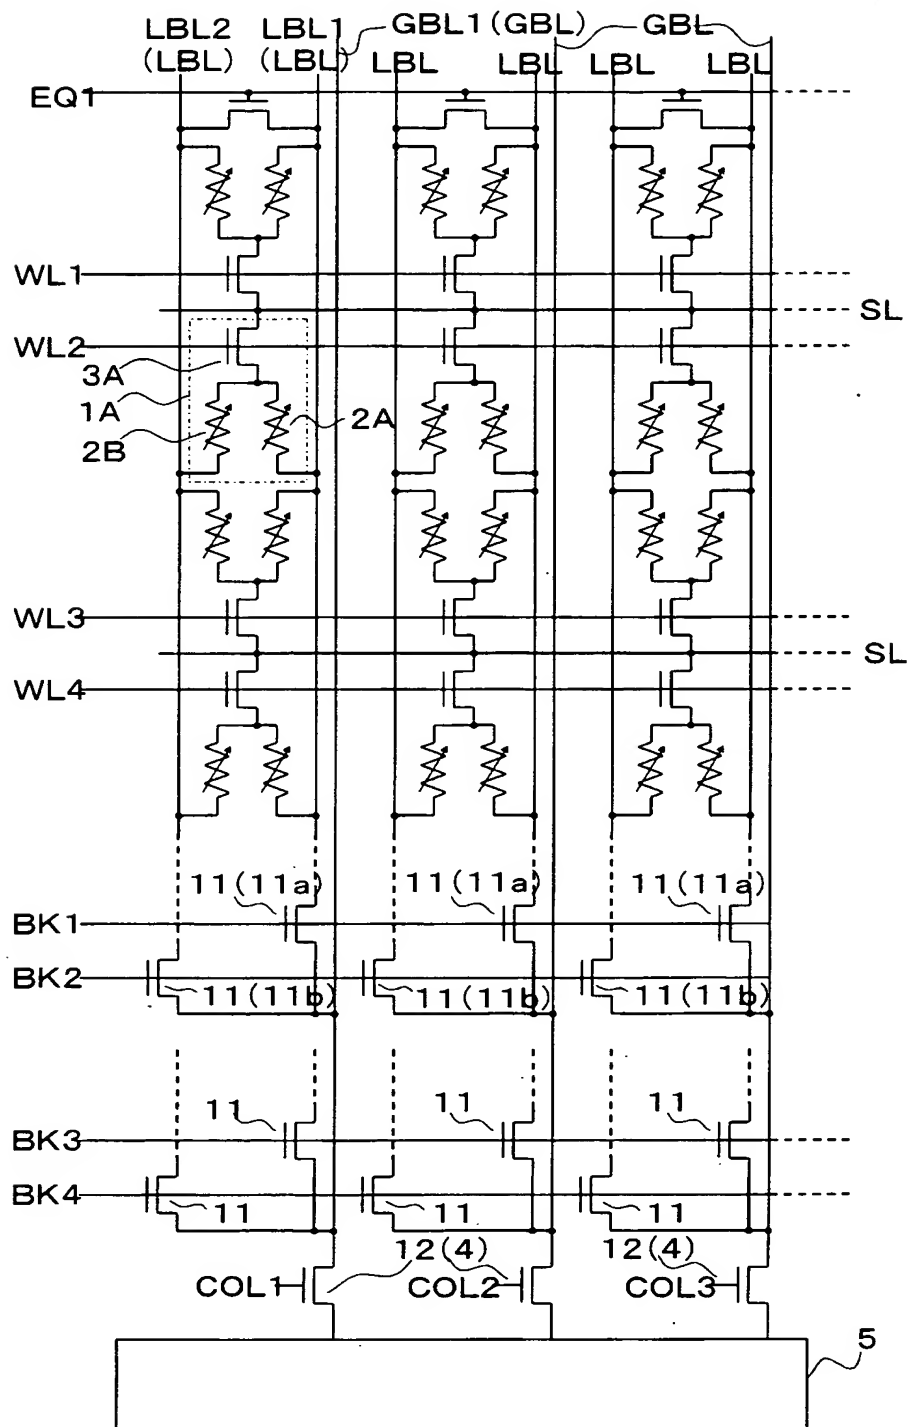 LBL2 LBL1 GBL1 (GBL) GBL
(LBL) (LBL) LBL LBL LBL LBL
EQ1
WL1
SL
WL2
3A
1A
2A
2B
WL3
SL
WL4
11(11a) 11(11a) 11(11a)
BK1
BK2
11(11b) 11(11b) 11(11b)
11 11 11
BK3
BK4
11 11 11
12(4) 12(4)
COL1 COL2 COL3
5